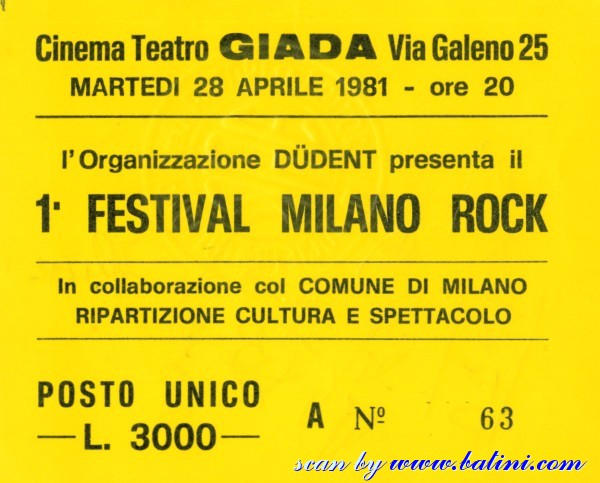 Cinema Teatro GIADA Via Galeno 25
MARTEDI 28 APRILE 1981 - ore 20
l'Organizzazione DÜDENT presenta il
1' FESTIVAL MILANO ROCK
In collaborazione col COMUNE DI MILANO
RIPARTIZIONE CULTURA E SPETTACOLO
POSTO UNICO
—L. 3000—
A Nº 63
scan by www.batini.com